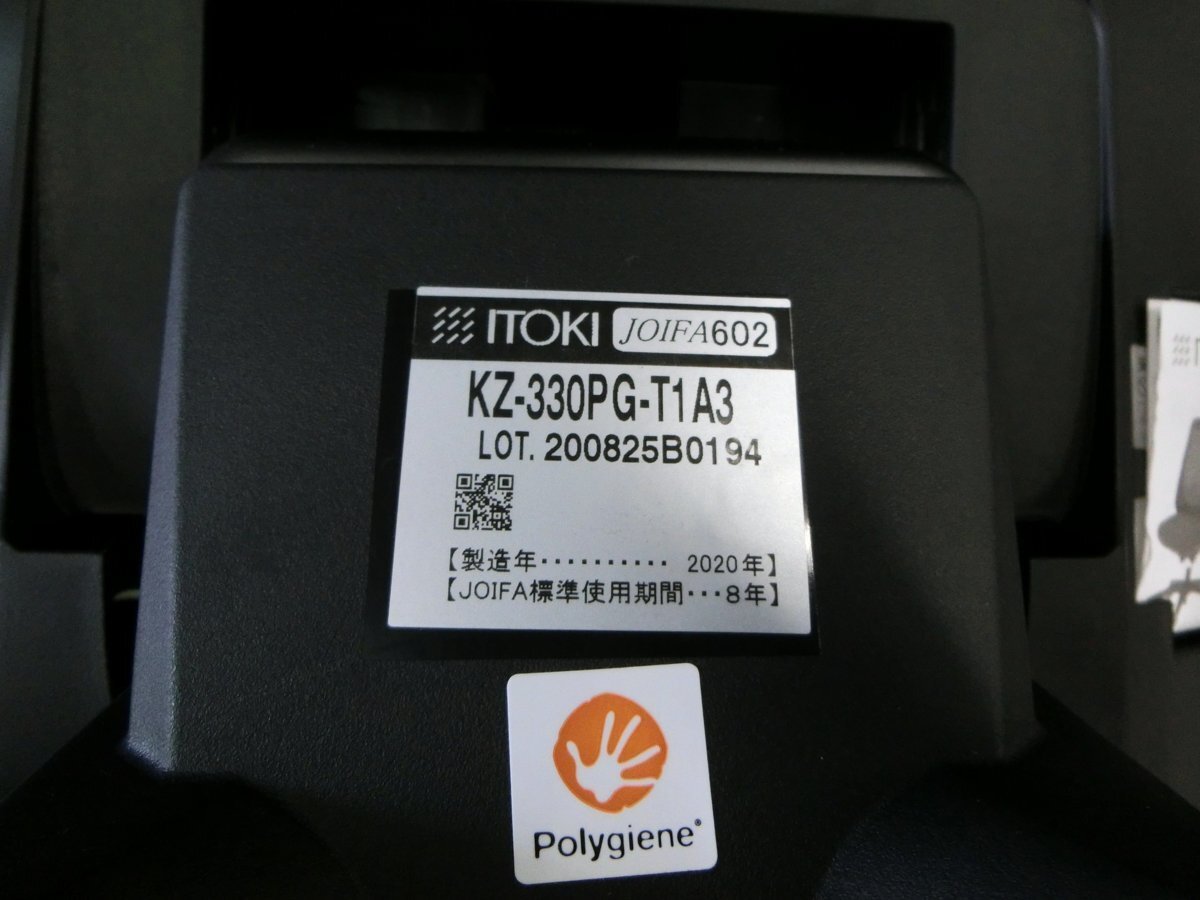 ITOKI JOIFA602
KZ-330PG-T1A3
LOT. 200825B0194
【製造年･･････････ 2020年】
【JOIFA標準使用期間･･･8年】
Polygiene®